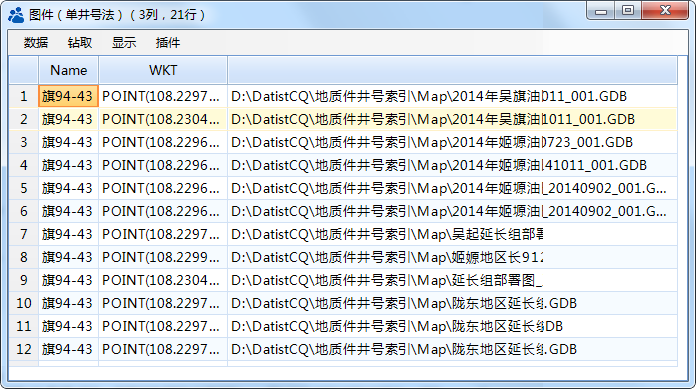 图件（单井号法）（3列，21行）
数据 钻取 显示 插件
Name WKT
1 旗94-43 POINT(108.2297... D:\DatistCQ\地质件井号索引\Map\2014年吴旗油011_001.GDB
2 旗94-43 POINT(108.2304... D:\DatistCQ\地质件井号索引\Map\2014年吴旗油1011_001.GDB
3 旗94-43 POINT(108.2296... D:\DatistCQ\地质件井号索引\Map\2014年姬塬油0723_001.GDB
4 旗94-43 POINT(108.2296... D:\DatistCQ\地质件井号索引\Map\2014年姬塬油41011_001.GDB
5 旗94-43 POINT(108.2296... D:\DatistCQ\地质件井号索引\Map\2014年姬塬油_20140902_001.G...
6 旗94-43 POINT(108.2296... D:\DatistCQ\地质件井号索引\Map\2014年姬塬油_20140902_001.G...
7 旗94-43 POINT(108.2297... D:\DatistCQ\地质件井号索引\Map\吴起延长组部署
8 旗94-43 POINT(108.2299... D:\DatistCQ\地质件井号索引\Map\姬嫄地区长912
9 旗94-43 POINT(108.2304... D:\DatistCQ\地质件井号索引\Map\延长组部署图_
10 旗94-43 POINT(108.2297... D:\DatistCQ\地质件井号索引\Map\陇东地区延长组.GDB
11 旗94-43 POINT(108.2297... D:\DatistCQ\地质件井号索引\Map\陇东地区延长组DB
12 旗94-43 POINT(108.2297... D:\DatistCQ\地质件井号索引\Map\陇东地区延长组.GDB